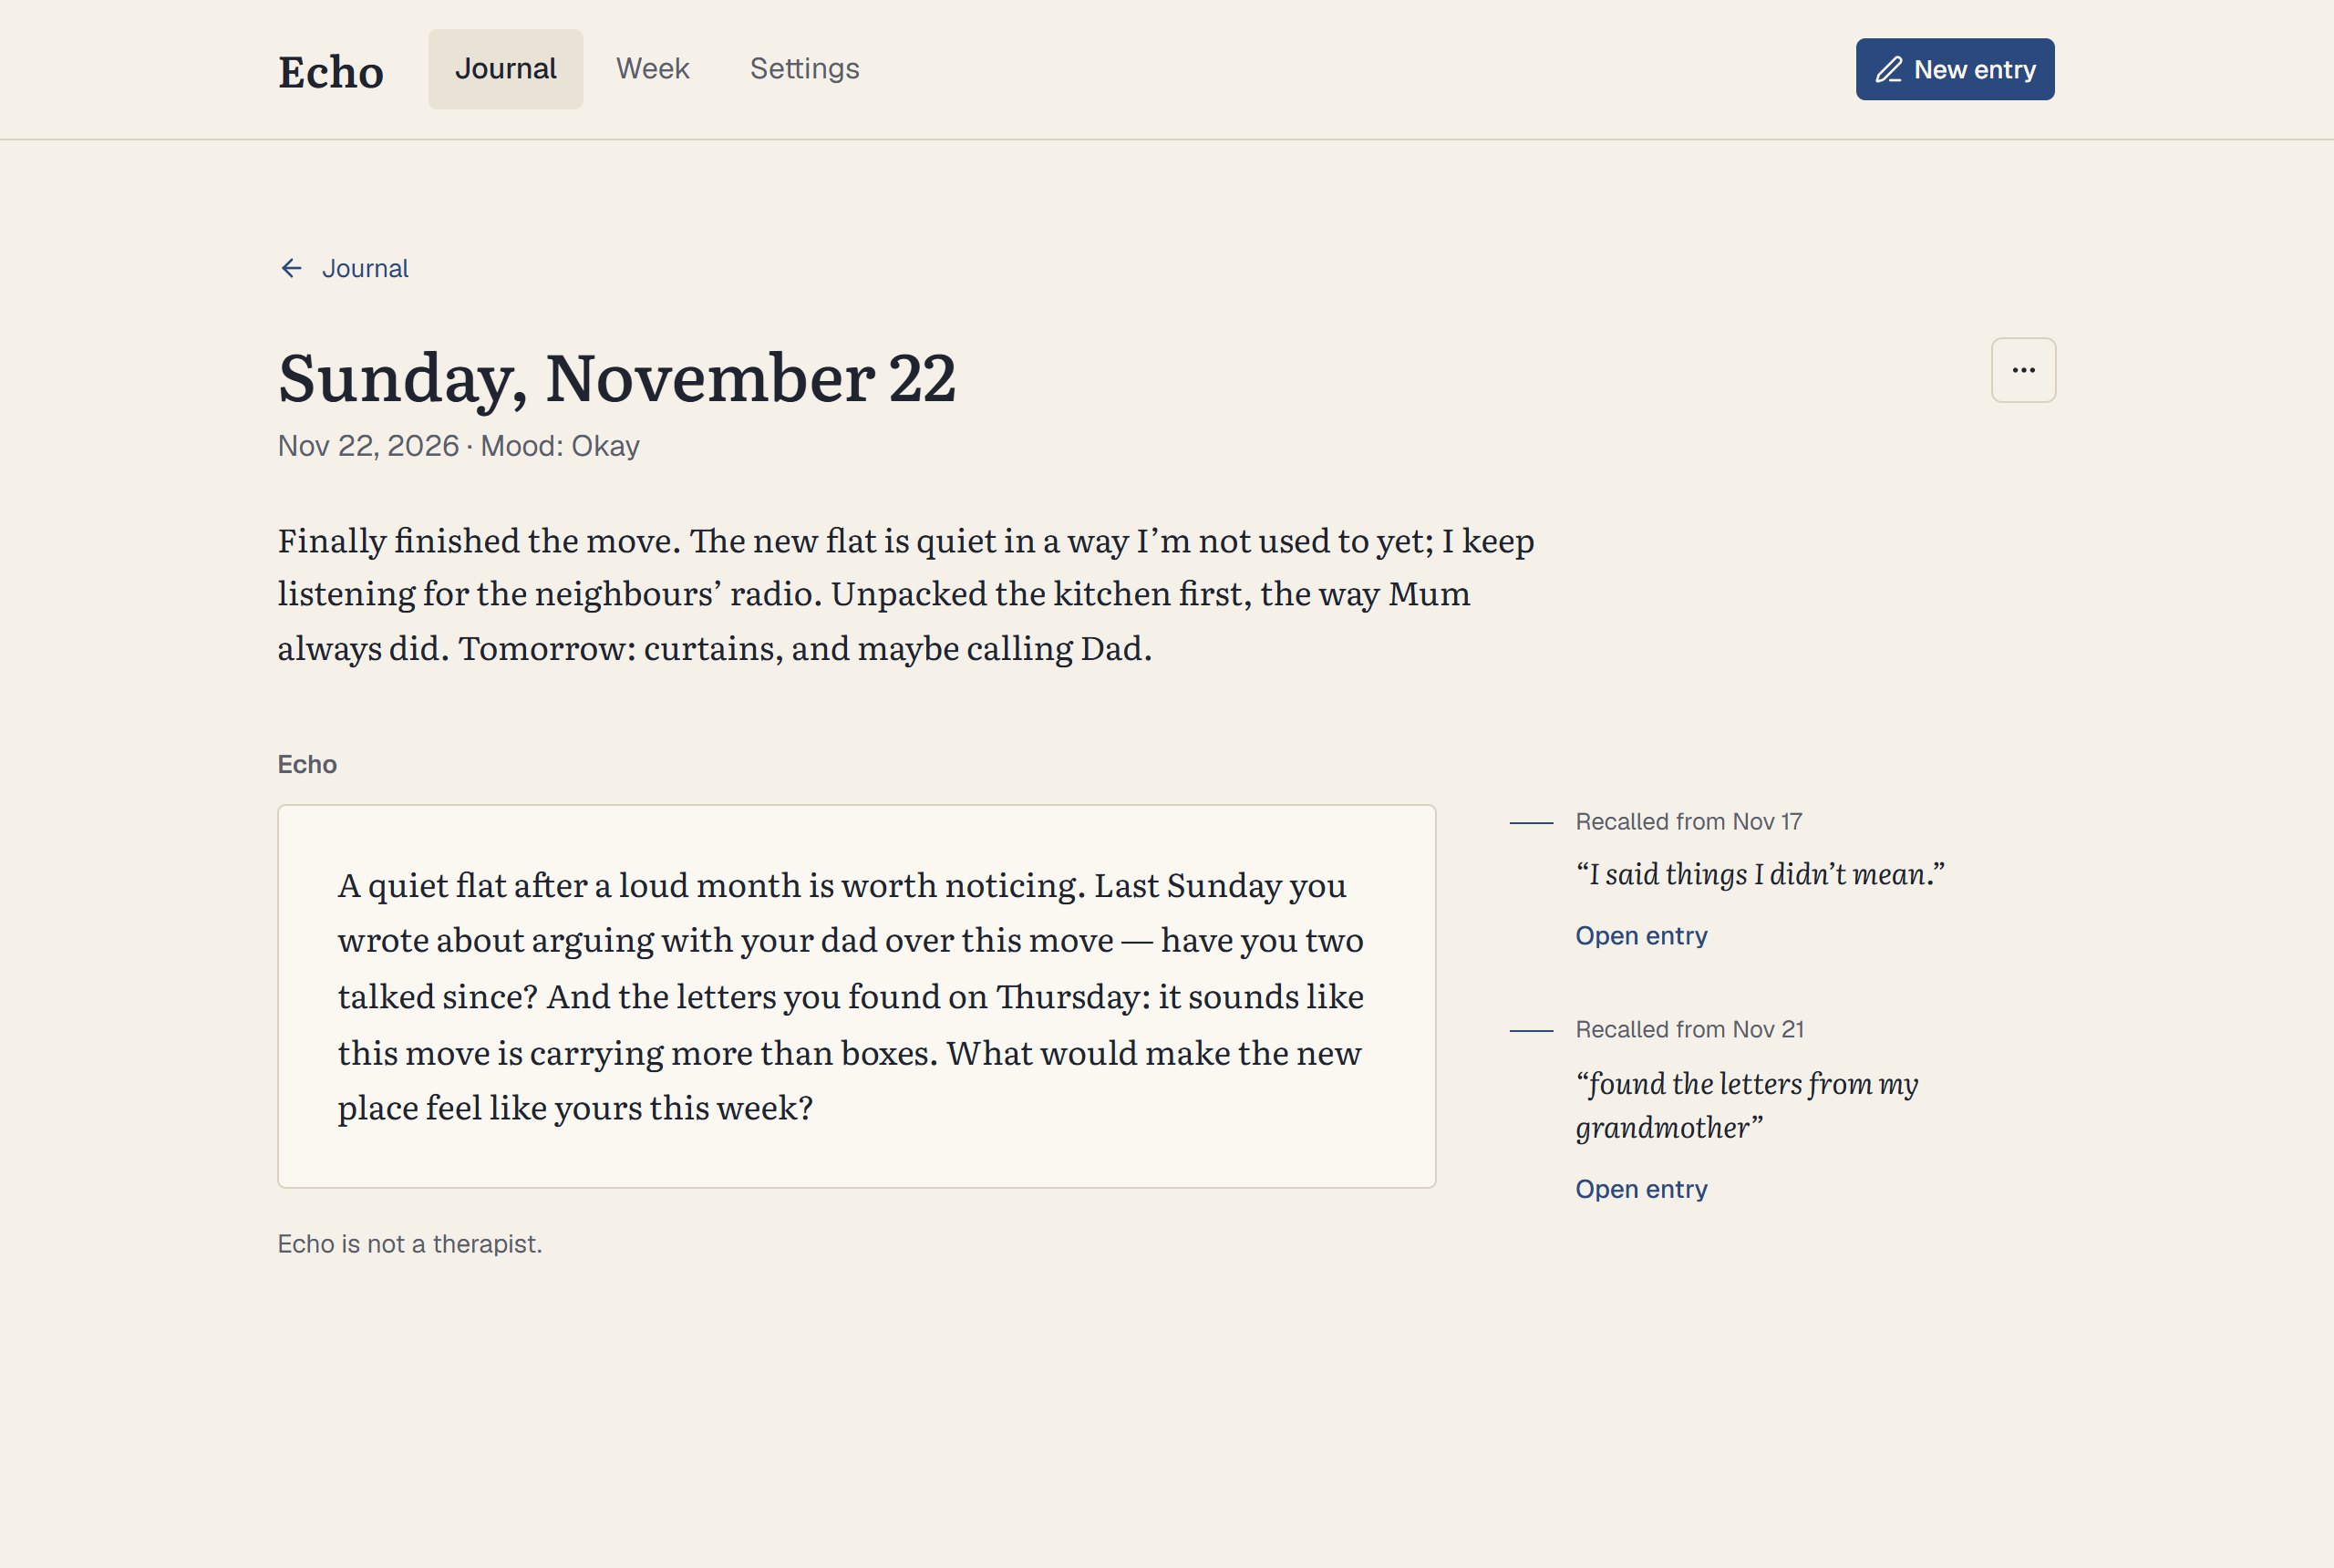 Echo
Journal
Week
Settings
New entry
Journal
Sunday, November 22
Nov 22, 2026 · Mood: Okay
Finally finished the move. The new flat is quiet in a way I’m not used to yet; I keep
listening for the neighbours’ radio. Unpacked the kitchen first, the way Mum
always did. Tomorrow: curtains, and maybe calling Dad.
Echo
A quiet flat after a loud month is worth noticing. Last Sunday you
wrote about arguing with your dad over this move — have you two
talked since? And the letters you found on Thursday: it sounds like
this move is carrying more than boxes. What would make the new
place feel like yours this week?
Recalled from Nov 17
“I said things I didn’t mean.”
Open entry
Recalled from Nov 21
“found the letters from my
grandmother”
Open entry
Echo is not a therapist.